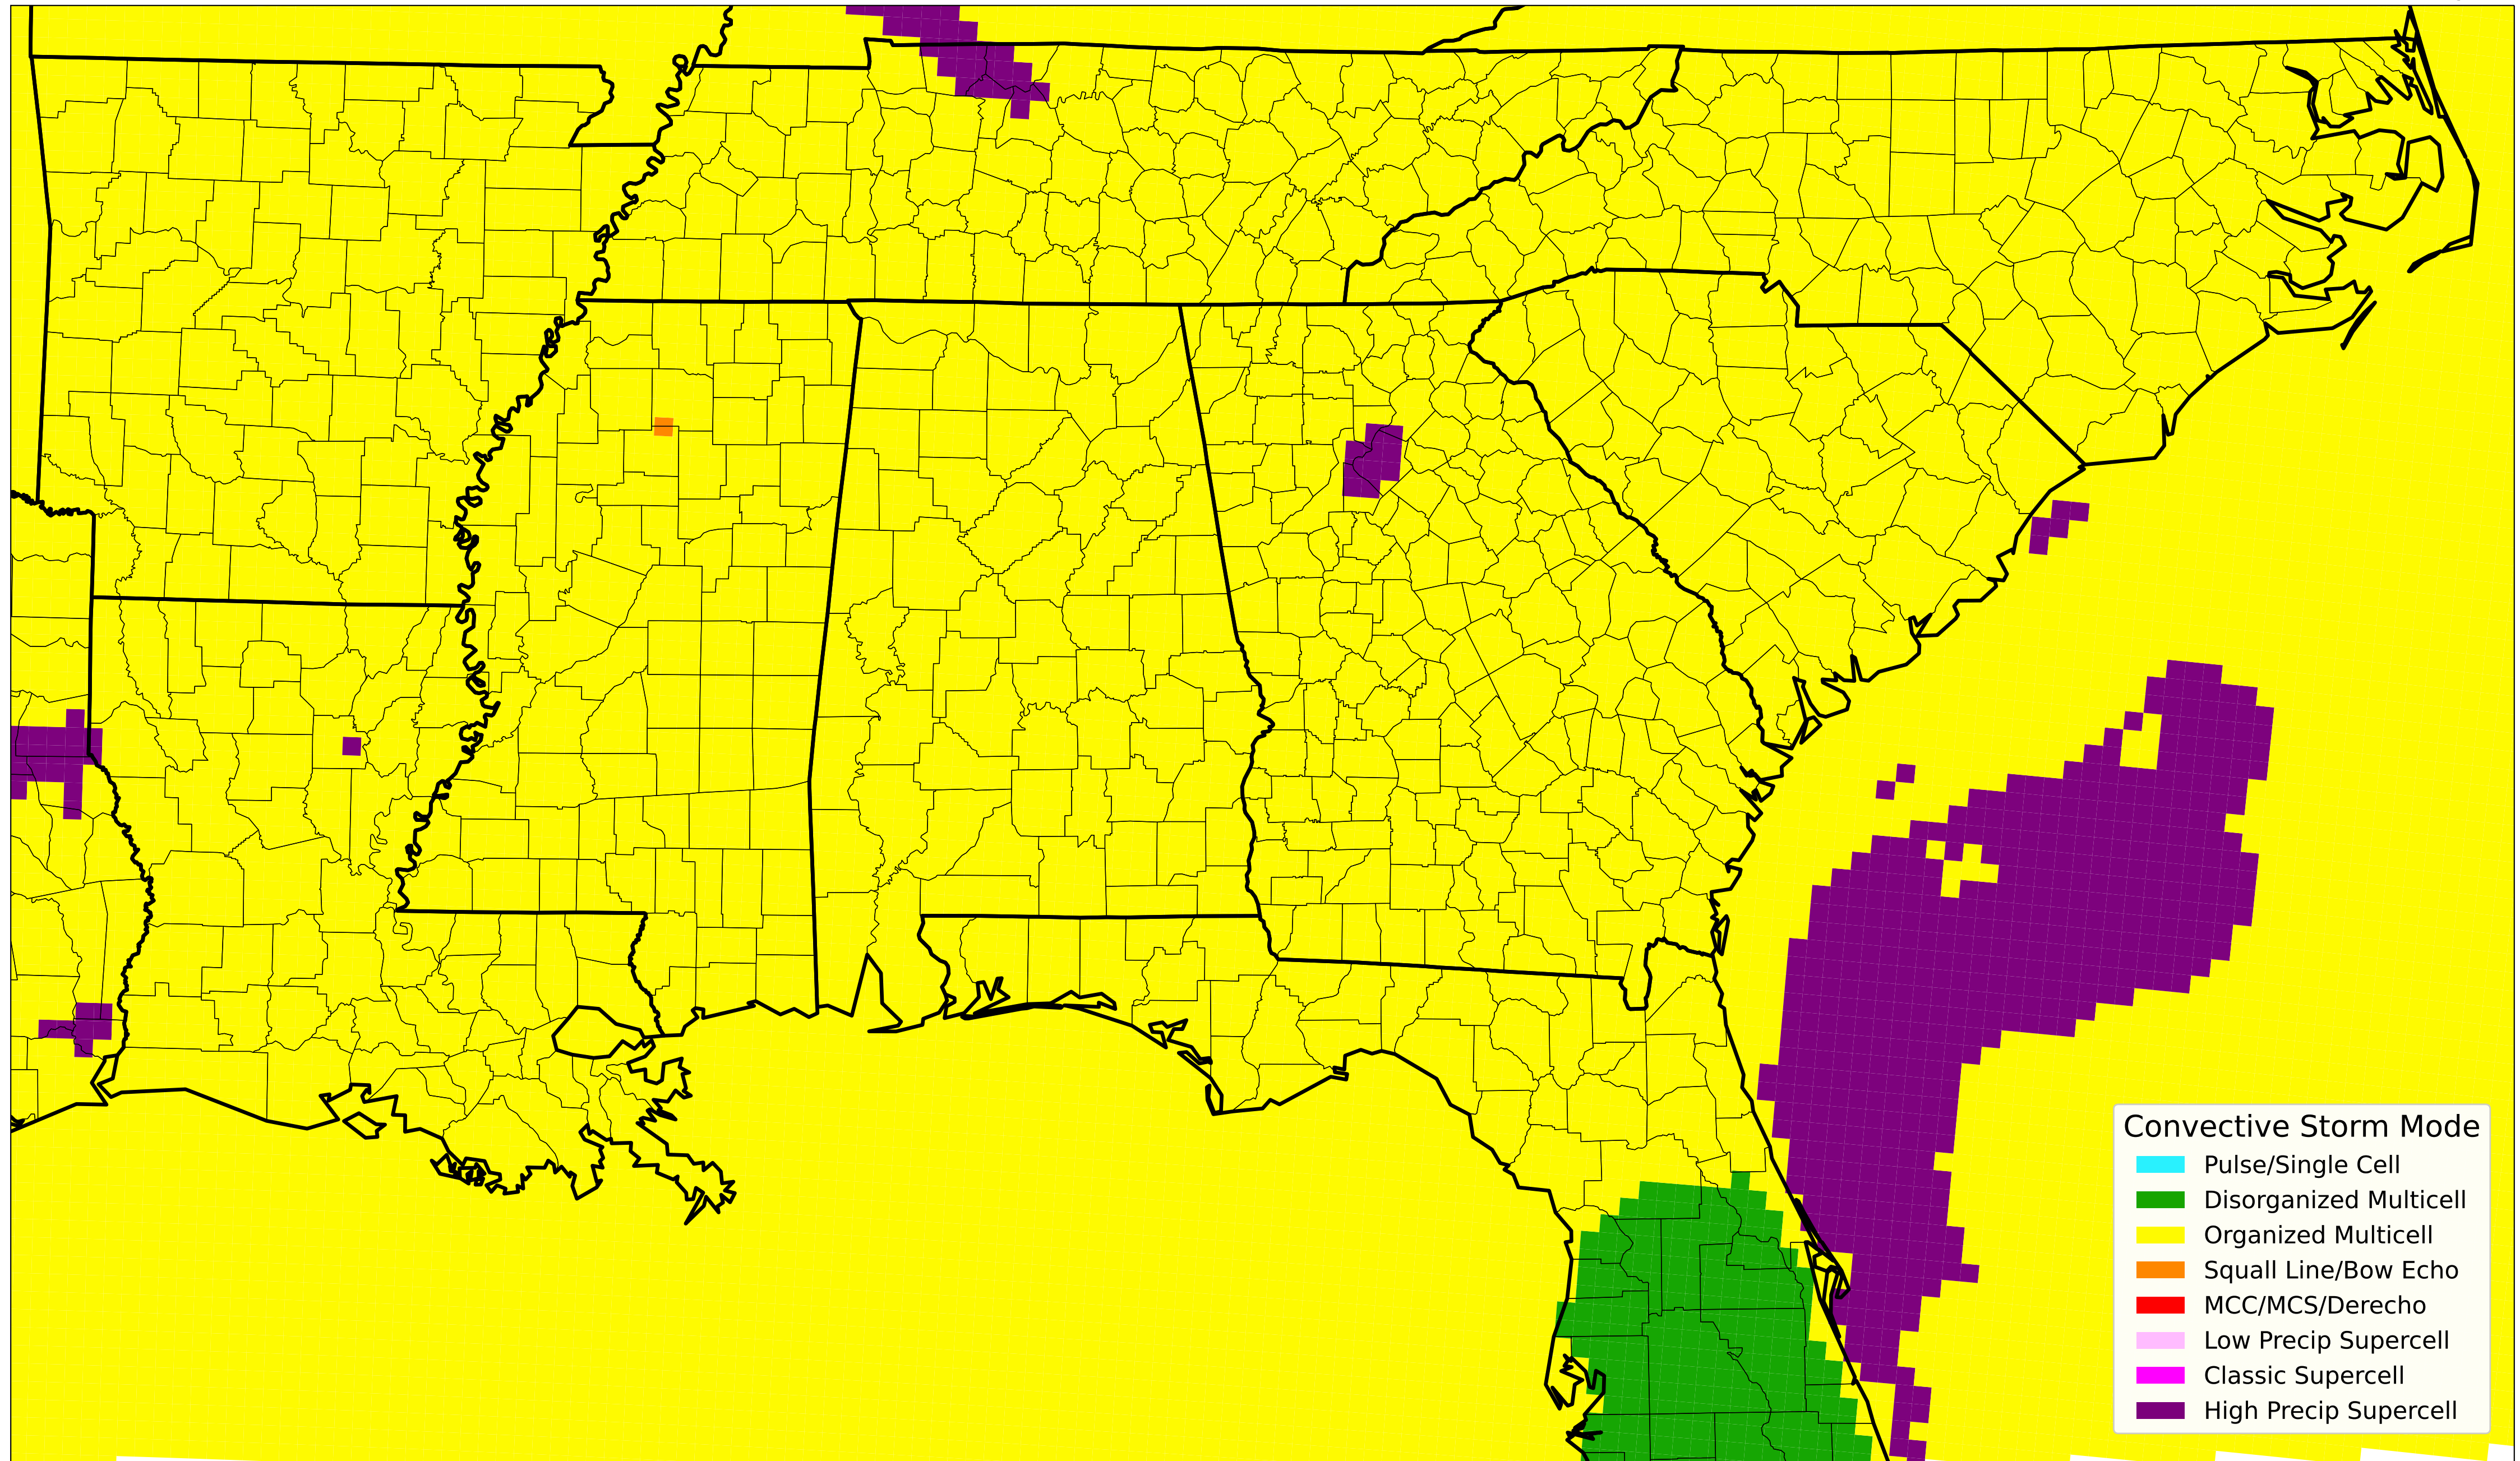 Convective Storm Mode
Pulse/Single Cell
Disorganized Multicell
Organized Multicell
Squall Line/Bow Echo
MCC/MCS/Derecho
Low Precip Supercell
Classic Supercell
High Precip Supercell